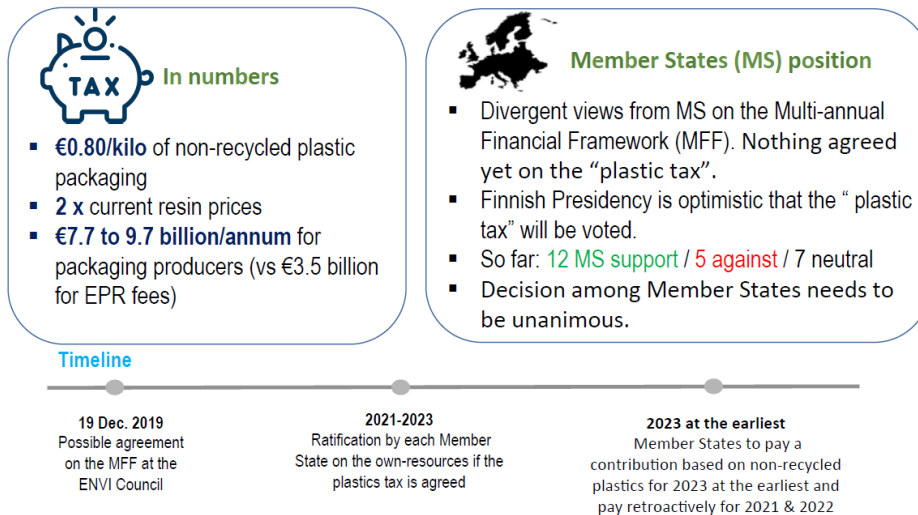 TAX
In numbers
▪ €0.80/kilo of non-recycled plastic
packaging
▪ 2 x current resin prices
▪ €7.7 to 9.7 billion/annum for
packaging producers (vs €3.5 billion
for EPR fees)
Member States (MS) position
▪ Divergent views from MS on the Multi-annual
Financial Framework (MFF). Nothing agreed
yet on the “plastic tax”.
▪ Finnish Presidency is optimistic that the “ plastic
tax” will be voted.
▪ So far: 12 MS support / 5 against / 7 neutral
▪ Decision among Member States needs to
be unanimous.
Timeline
19 Dec. 2019
Possible agreement
on the MFF at the
ENVI Council
2021-2023
Ratification by each Member
State on the own-resources if the
plastics tax is agreed
2023 at the earliest
Member States to pay a
contribution based on non-recycled
plastics for 2023 at the earliest and
pay retroactively for 2021 & 2022